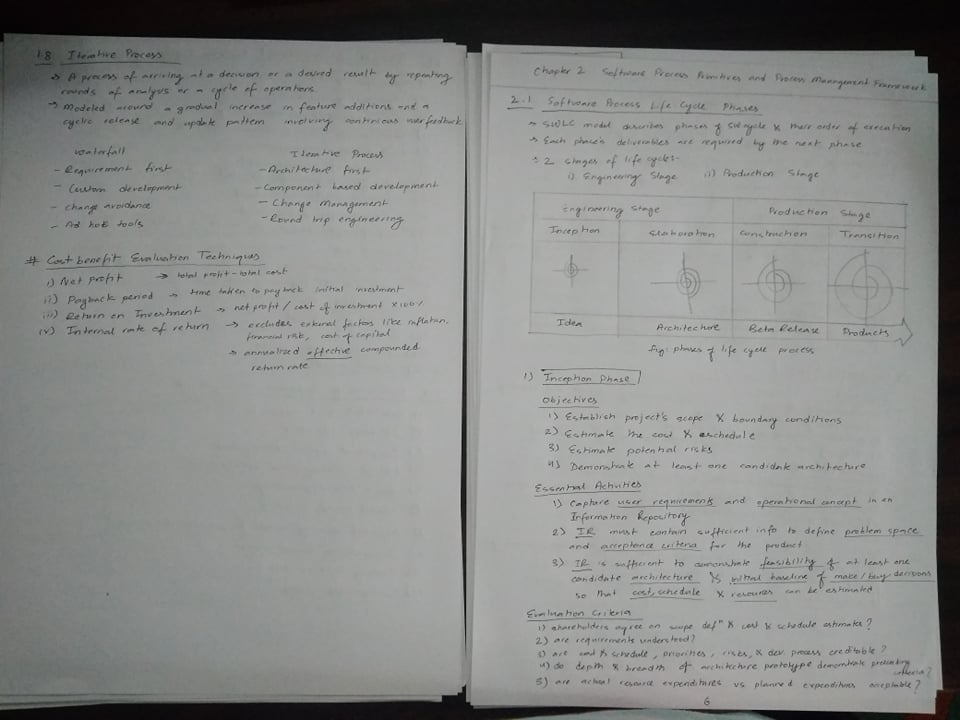 1.8 Iterative Process
→ A process of arriving at a decision or a desired result by repeating
rounds of analysis or a cycle of operations.
→ Modeled around a gradual increase in feature additions and a
cyclic release and update pattern involving continious userfeedback
Waterfall
- Requirement first
- Custom development
- Change avoidance
- Ad hoc tools
Iterative Process
- Architecture first
- Component based development
- Change Management
- Round trip engineering
# Cost benefit Evaluation Techniques
i) Net profit → total profit - total cost
ii) Payback period → time taken to payback initial investment
iii) Return on Investment → net profit / cost of investment × 100%
iv) Internal rate of return → excludes external factors like inflation,
financial risk, cost of capital
→ annualized effective compounded
return rate
Chapter 2 Software Process Primitives and Process Management Framework
2.1 Software Process Life Cycle Phases
→ SWLC model describes phases of SW cycle & their order of execution
→ Each phase's deliverables are required by the next phase
→ 2 stages of life cycles-
i) Engineering Stage ii) Production Stage
Engineering Stage Production Stage
Inception Elaboration Construction Transition
Idea Architecture Beta Release Products
fig: phases of life cycle process
1) Inception Phase
Objectives
1) Establish project's scope & boundary conditions
2) Estimate the cost & schedule
3) Estimate potential risks
4) Demonstrate at least one candidate architecture
Essential Activities
1) Capture user requirements and operational concept in an
Information Repository
2) IR must contain sufficient info to define problem space
and acceptance criteria for the product
3) IR is sufficient to demonstrate feasibility of at least one
candidate architecture & initial baseline of make/buy decisions
so that cost, schedule & resources can be estimated
Evaluation Criteria
1) shareholders agree on scope defⁿ & cost & schedule estimate?
2) are requirements understood?
3) are cost & schedule, priorities, risks, & dev. process creditable?
4) do depth & breadth of architecture prototype demonstrate preceding
criteria?
5) are actual resource expenditures vs planned expenditures acceptable?
6